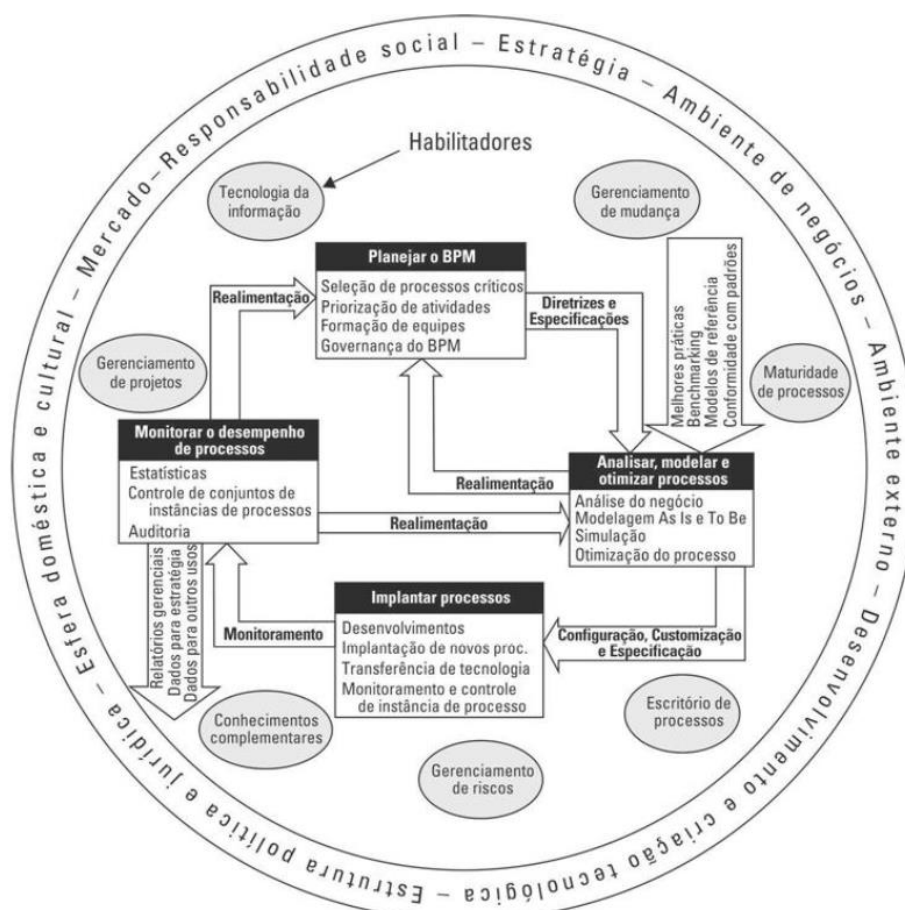 Mercado – Responsabilidade social – Estratégia – Ambiente de negócios – Ambiente externo – Desenvolvimento e criação tecnológica – Estrutura política e jurídica – Esfera doméstica e cultural –
Habilitadores
Tecnologia da
informação
Gerenciamento
de mudança
Planejar o BPM
Seleção de processos críticos
Priorização de atividades
Formação de equipes
Governança do BPM
Realimentação
Diretrizes e
Especificações
Melhores práticas
Benchmarking
Modelos de referência
Conformidade com padrões
Gerenciamento
de projetos
Maturidade
de processos
Monitorar o desempenho
de processos
Estatísticas
Controle de conjuntos de
instâncias de processos
Auditoria
Realimentação
Realimentação
Analisar, modelar e
otimizar processos
Análise do negócio
Modelagem As Is e To Be
Simulação
Otimização do processo
Relatórios gerenciais
Dados para estratégia
Dados para outros usos
Monitoramento
Implantar processos
Desenvolvimentos
Implantação de novos proc.
Transferência de tecnologia
Monitoramento e controle
de instância de processo
Configuração, Customização
e Especificação
Conhecimentos
complementares
Escritório de
processos
Gerenciamento
de riscos